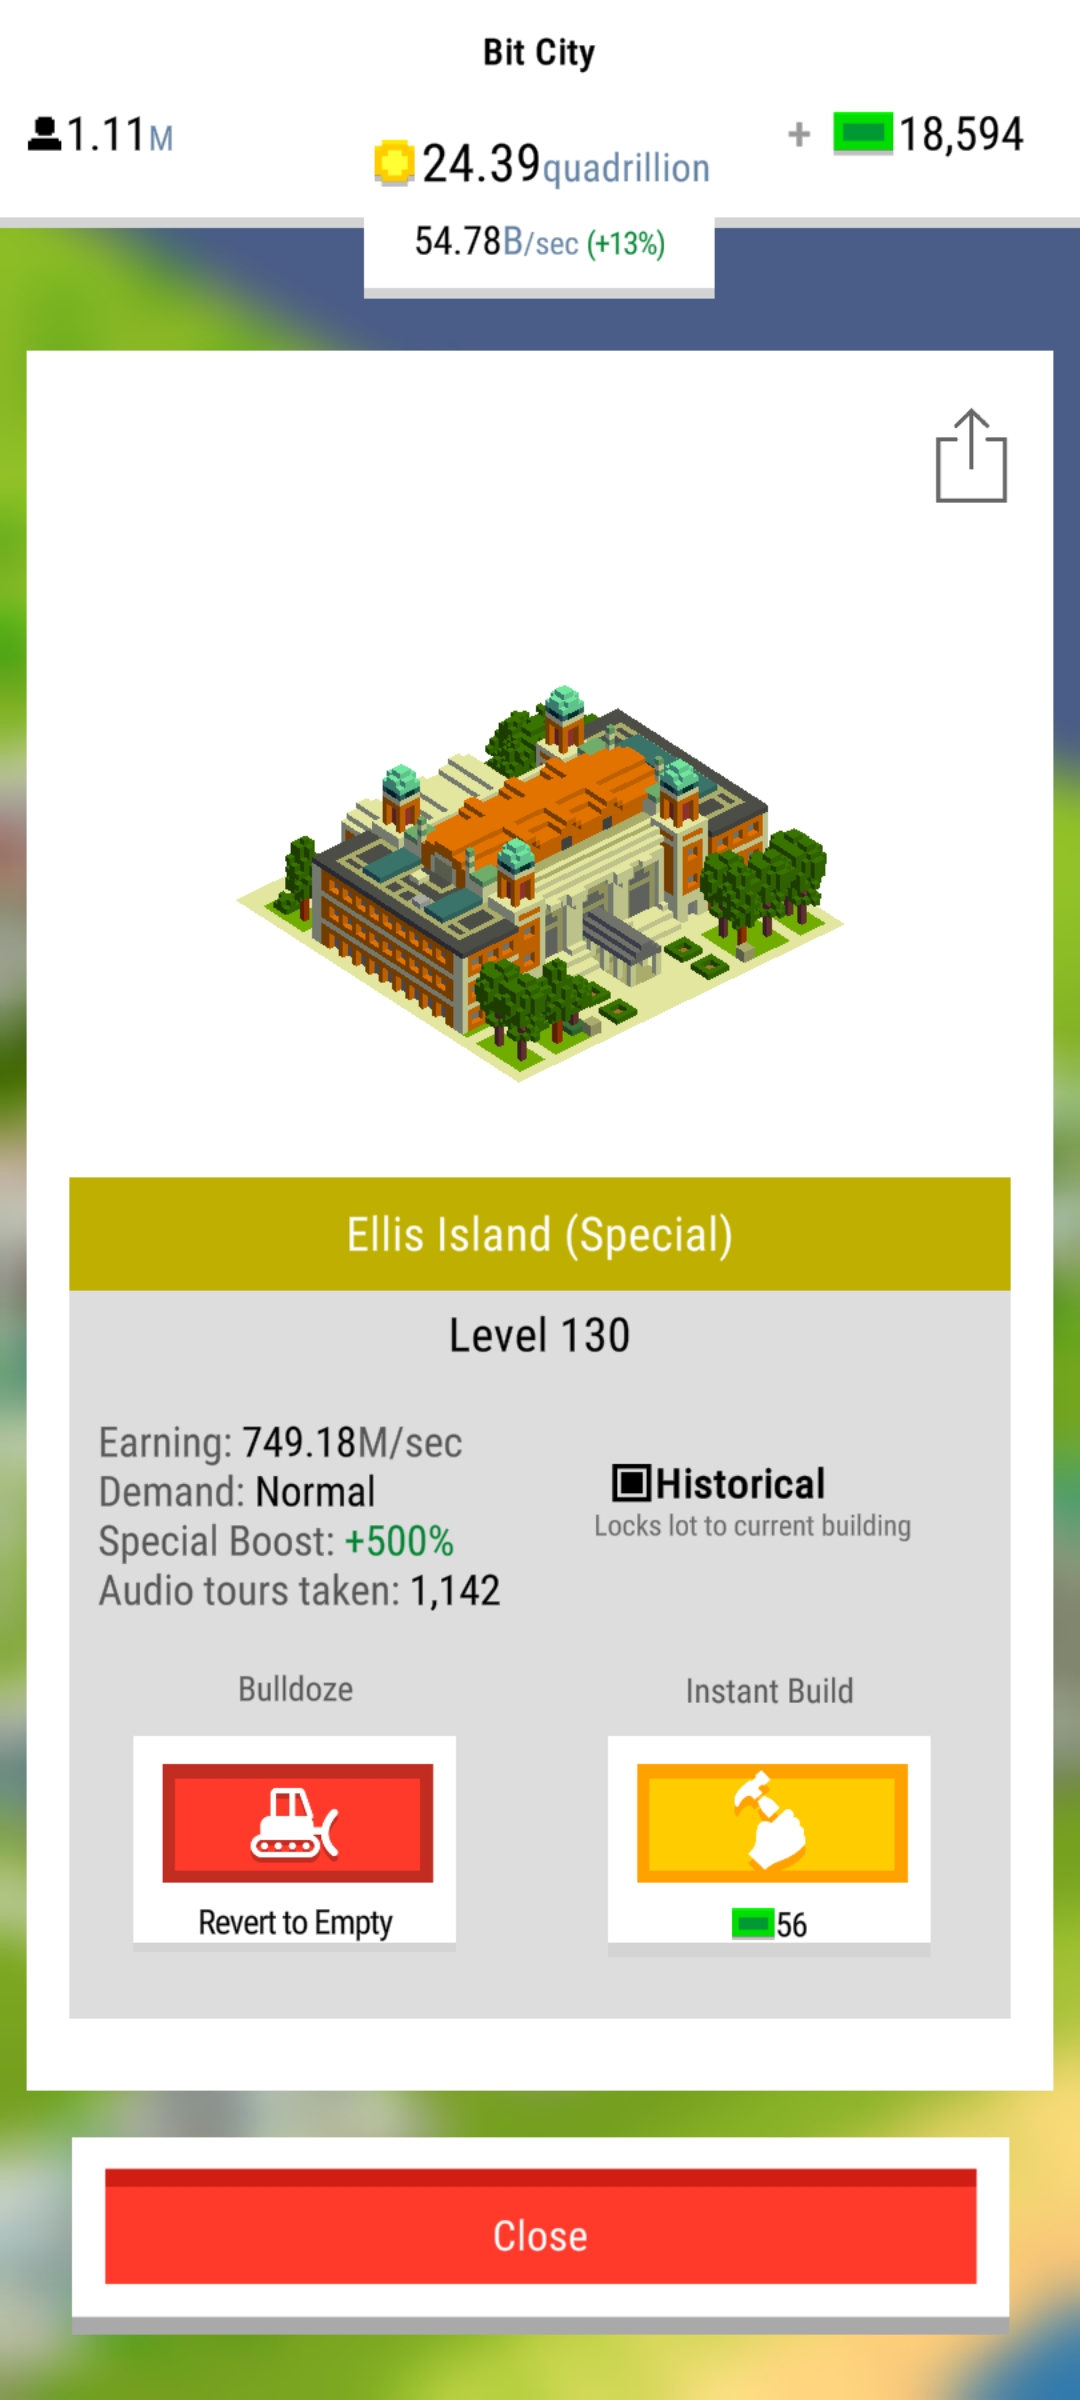 Bit City
1.11M
24.39quadrillion
+ 18,594
54.78B/sec (+13%)
Ellis Island (Special)
Level 130
Earning: 749.18M/sec
Demand: Normal
Special Boost: +500%
Audio tours taken: 1,142
Historical
Locks lot to current building
Bulldoze
Instant Build
Revert to Empty
56
Close